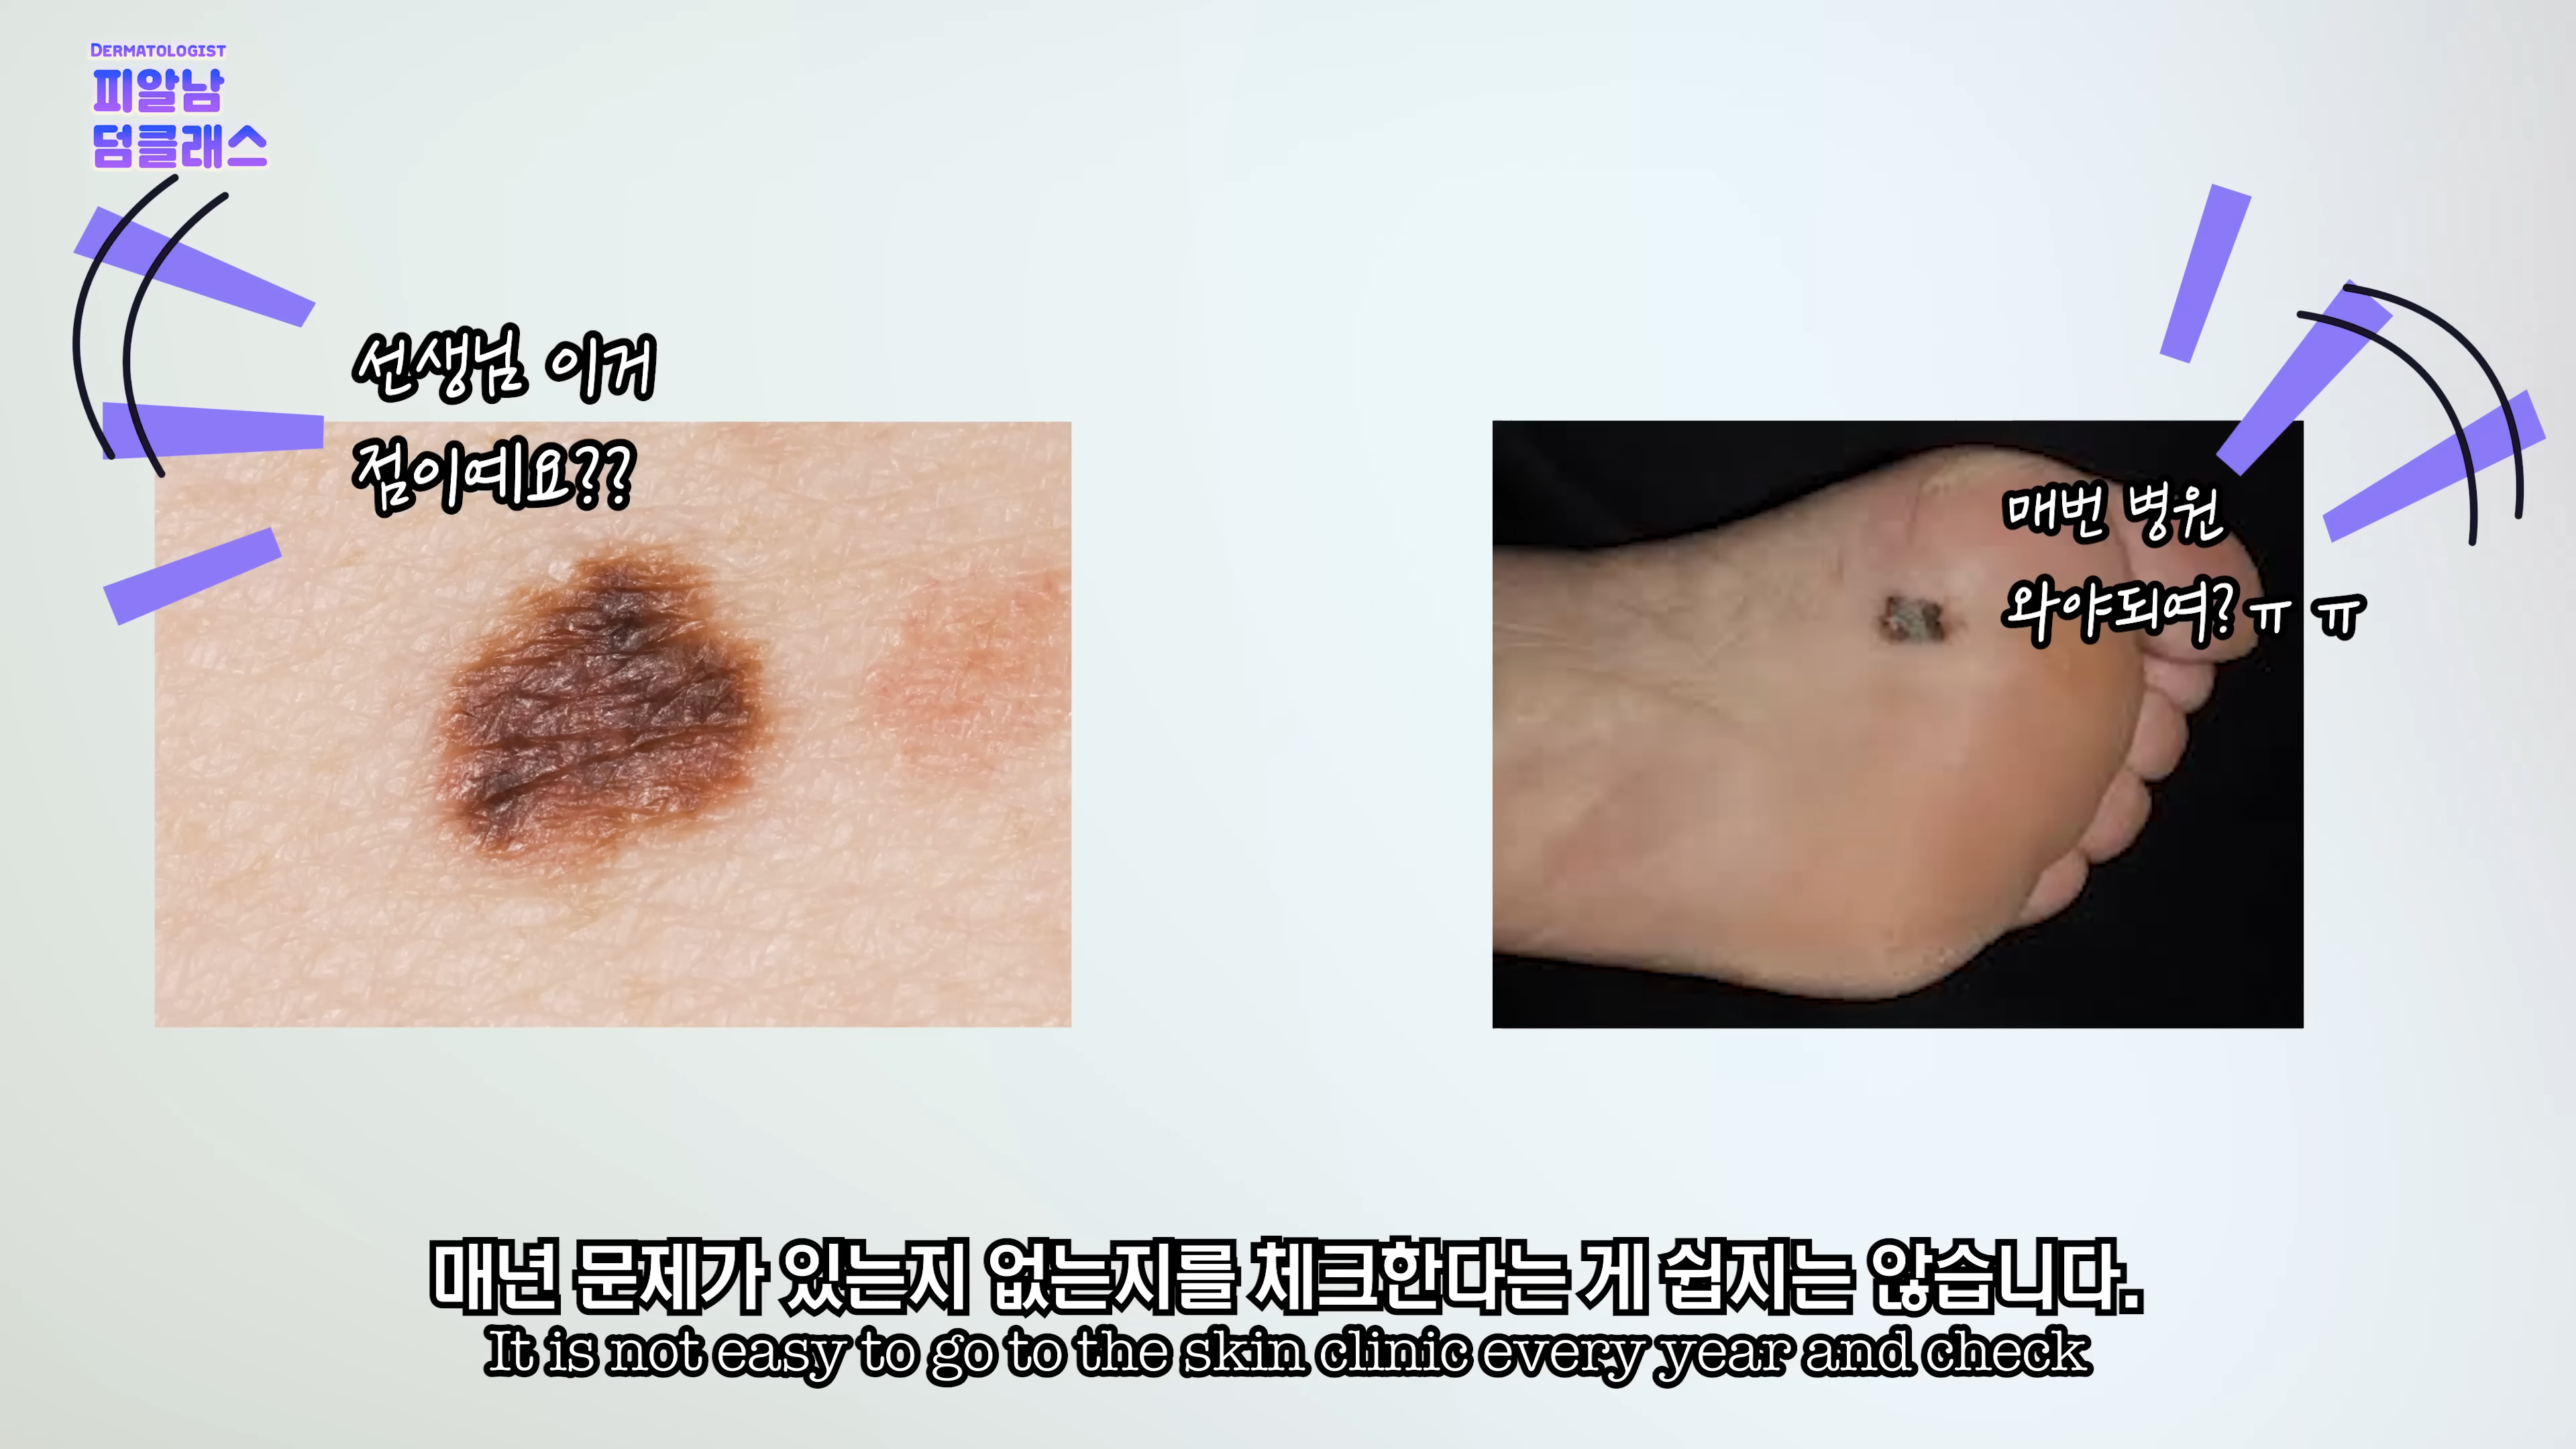 DERMATOLOGIST
피알남
덤클래스
선생님 이거
점이예요??
매번 병원
와야되여?ㅠㅠ
매년 문제가 있는지 없는지를 체크한다는 게 쉽지는 않습니다.
It is not easy to go to the skin clinic every year and check